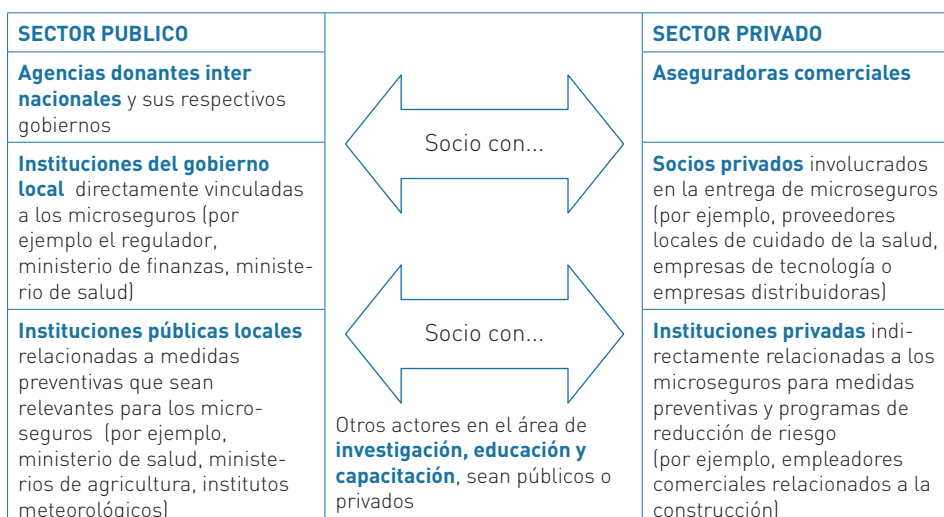 SECTOR PUBLICO
Agencias donantes inter
nacionales y sus respectivos
gobiernos
Instituciones del gobierno
local directamente vinculadas
a los microseguros (por
ejemplo el regulador,
ministerio de finanzas, ministe-
rio de salud)
Instituciones públicas locales
relacionadas a medidas
preventivas que sean
relevantes para los micro-
seguros (por ejemplo,
ministerio de salud, ministe-
rios de agricultura, institutos
meteorológicos)
Socio con...
Socio con...
Otros actores en el área de
investigación, educación y
capacitación, sean públicos o
privados
SECTOR PRIVADO
Aseguradoras comerciales
Socios privados involucrados
en la entrega de microseguros
(por ejemplo, proveedores
locales de cuidado de la salud,
empresas de tecnología o
empresas distribuidoras)
Instituciones privadas indi-
rectamente relacionadas a los
microseguros para medidas
preventivas y programas de
reducción de riesgo
(por ejemplo, empleadores
comerciales relacionados a la
construcción)